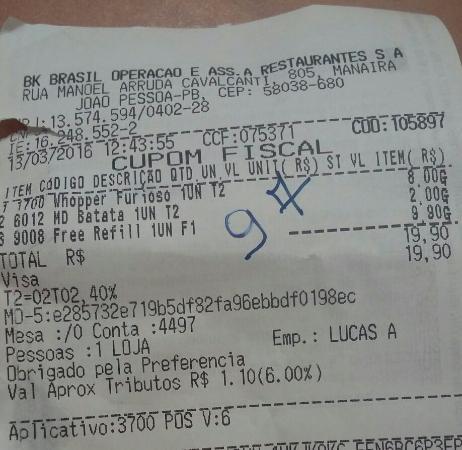 BK BRASIL OPERACAO E ASS.A RESTAURANTES S A
RUA MANOEL ARRUDA CAVALCANTI, 805, MANAIRA
JOAO PESSOA-PB, CEP: 58038-680
:13.574.594/0402-28
IE:16.248.552-2
13/03/2016 12:43:55 CCF:075371 COO:105897
CUPOM FISCAL
ITEM CODIGO DESCRIÇÃO QTD UN VL UNIT( R$) ST VL ITEM( R$)
3700 Whopper Furioso 1UN T2 8,00G
2 6012 MD Batata 1UN T2 2,00G
3 9008 Free Refill 1UN F1 9,90G
97
TOTAL R$ 19,90
Visa 19,90
T2=02T02,40%
MD-5:e285732e719b5df82fa96ebbdf0198ec
Mesa :/0 Conta :4497
Pessoas :1 LOJA Emp.: LUCAS A
Obrigado pela Preferencia
Val Aprox Tributos R$ 1.10(6.00%)
Aplicativo:3700 POS V:6